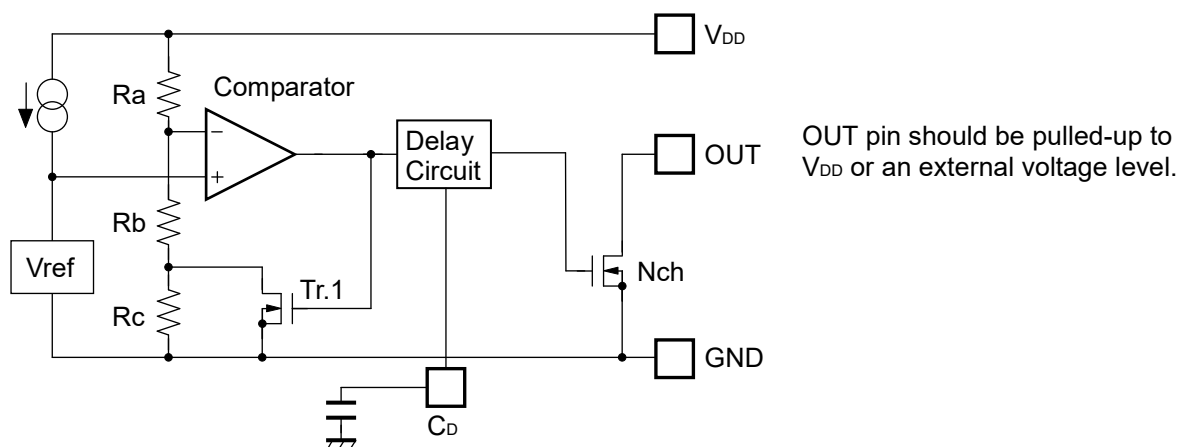 VDD
Ra
Comparator
−
+
Delay
Circuit
OUT
OUT pin should be pulled-up to
VDD or an external voltage level.
Rb
Vref
Nch
Tr.1
Rc
GND
CD